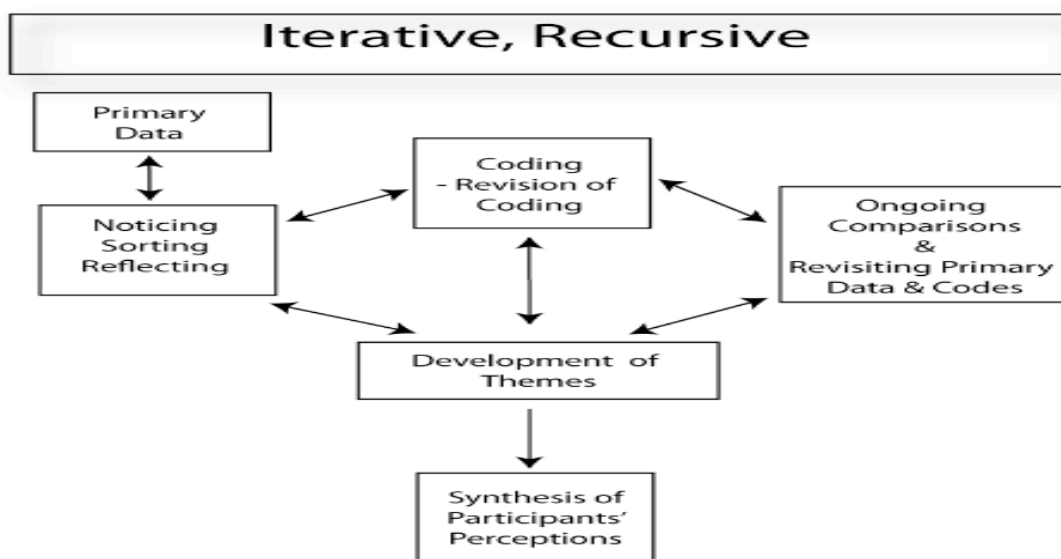 Iterative, Recursive
Primary
Data
Coding
- Revision of
Coding
Noticing
Sorting
Reflecting
Ongoing
Comparisons
&
Revisiting Primary
Data & Codes
Development of
Themes
Synthesis of
Participants’
Perceptions